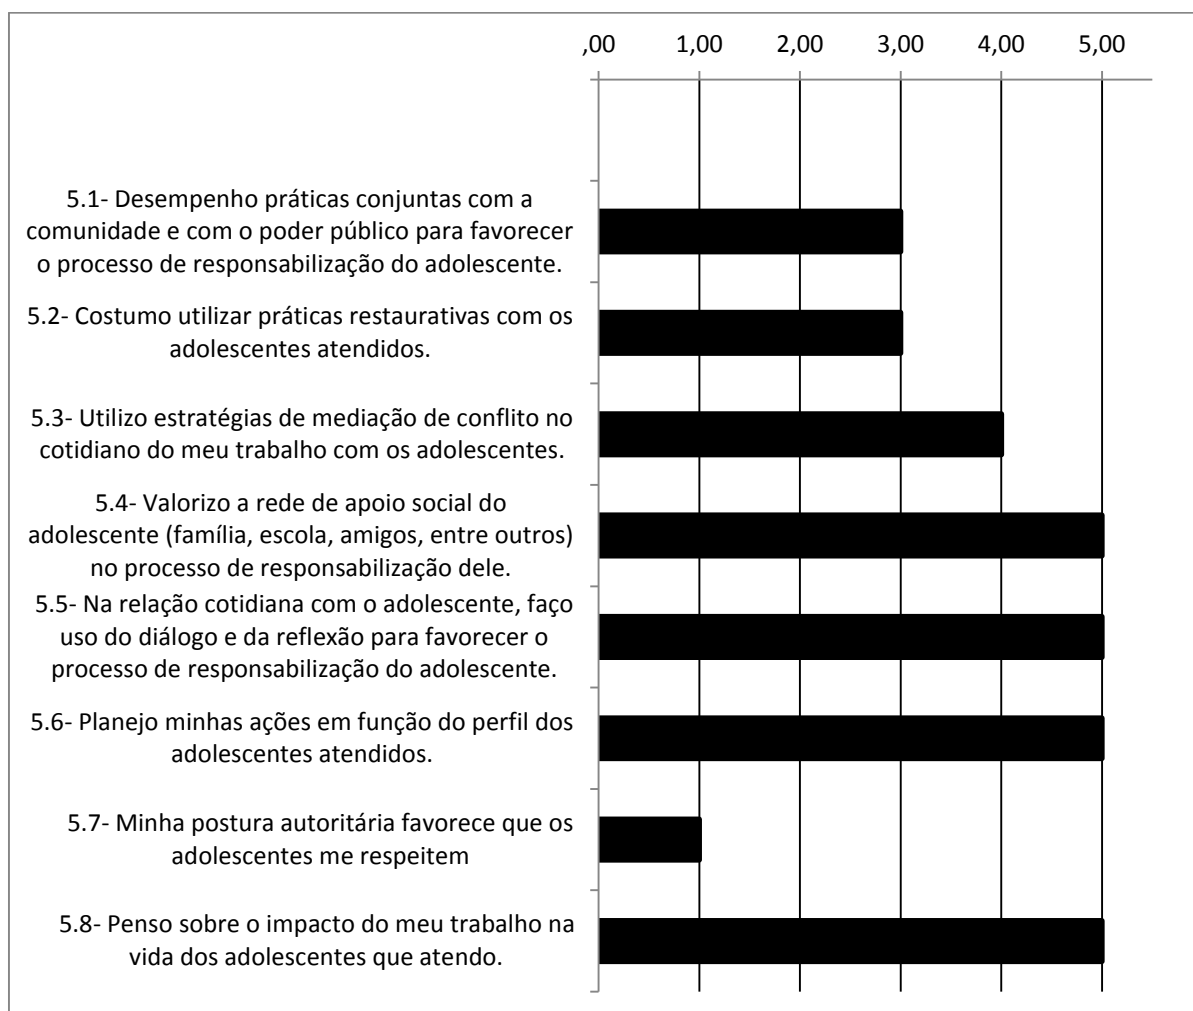 ,00 1,00 2,00 3,00 4,00 5,00
5.1- Desempenho práticas conjuntas com a
comunidade e com o poder público para favorecer
o processo de responsabilização do adolescente.
5.2- Costumo utilizar práticas restaurativas com os
adolescentes atendidos.
5.3- Utilizo estratégias de mediação de conflito no
cotidiano do meu trabalho com os adolescentes.
5.4- Valorizo a rede de apoio social do
adolescente (família, escola, amigos, entre outros)
no processo de responsabilização dele.
5.5- Na relação cotidiana com o adolescente, faço
uso do diálogo e da reflexão para favorecer o
processo de responsabilização do adolescente.
5.6- Planejo minhas ações em função do perfil dos
adolescentes atendidos.
5.7- Minha postura autoritária favorece que os
adolescentes me respeitem
5.8- Penso sobre o impacto do meu trabalho na
vida dos adolescentes que atendo.